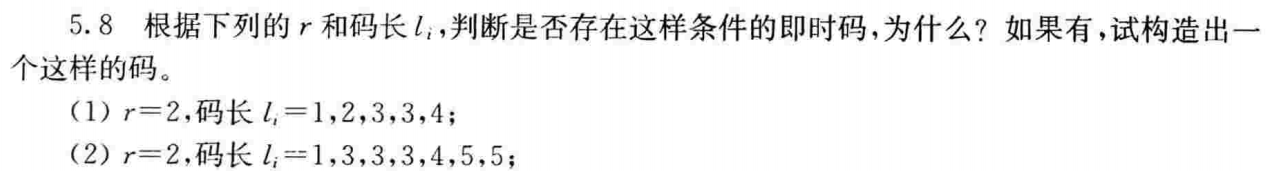 5.8 根据下列的 r 和码长 lᵢ,判断是否存在这样条件的即时码,为什么? 如果有,试构造出一
个这样的码。
(1) r=2,码长 lᵢ=1,2,3,3,4;
(2) r=2,码长 lᵢ=1,3,3,3,4,5,5;